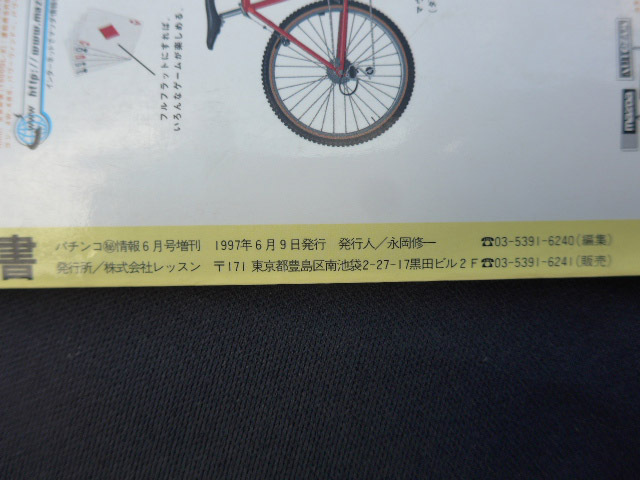 フルフラットにすれば、
いろんなゲームが楽しめる。
www http://www.maz
書
パチンコ㊙情報6月号増刊 1997年6月9日発行 発行人／永岡修一 ☎03-5391-6240(編集)
発行所／株式会社レッスン 〒171 東京都豊島区南池袋2-27-17黒田ビル2F☎03-5391-6241(販売)